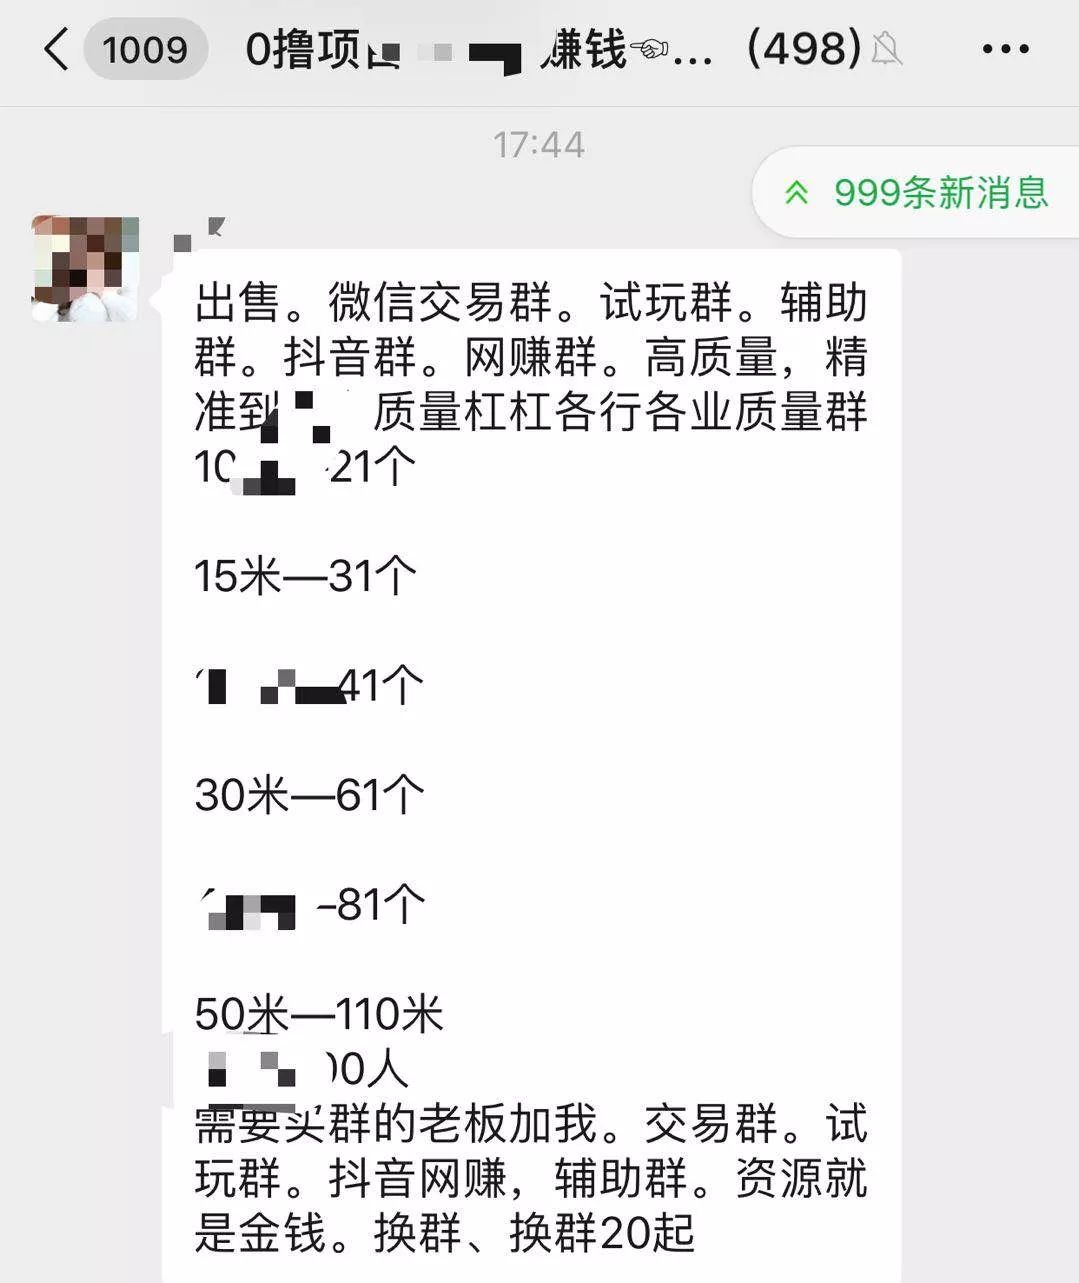 1009
0撸项 赚钱☜... (498)
17:44
999条新消息
出售。微信交易群。试玩群。辅助
群。抖音群。网赚群。高质量，精
准到 质量杠杠各行各业质量群
10 21个
15米—31个
41个
30米—61个
–81个
50米—110米
00人
需要买群的老板加我。交易群。试
玩群。抖音网赚，辅助群。资源就
是金钱。换群、换群20起